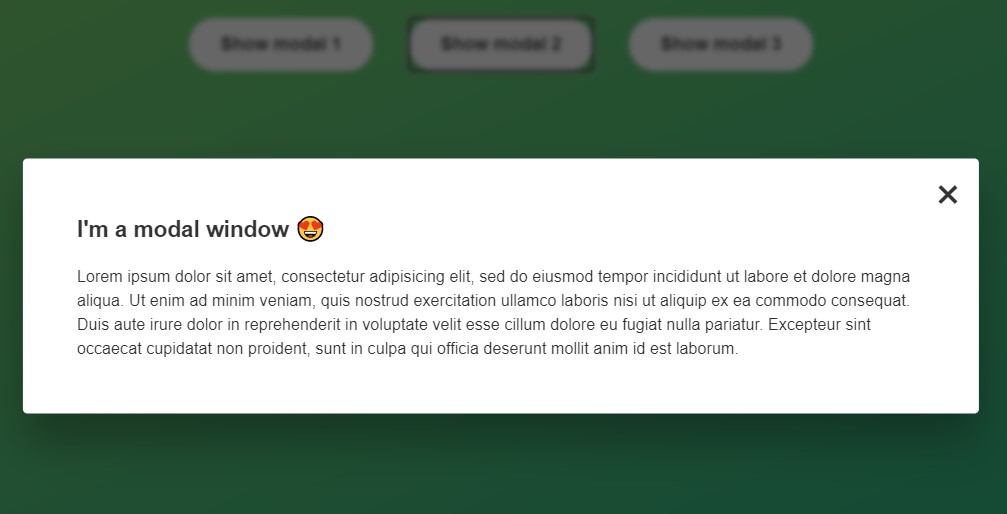 Show modal 1
Show modal 2
Show modal 3
I'm a modal window 😍
Lorem ipsum dolor sit amet, consectetur adipisicing elit, sed do eiusmod tempor incididunt ut labore et dolore magna
aliqua. Ut enim ad minim veniam, quis nostrud exercitation ullamco laboris nisi ut aliquip ex ea commodo consequat.
Duis aute irure dolor in reprehenderit in voluptate velit esse cillum dolore eu fugiat nulla pariatur. Excepteur sint
occaecat cupidatat non proident, sunt in culpa qui officia deserunt mollit anim id est laborum.